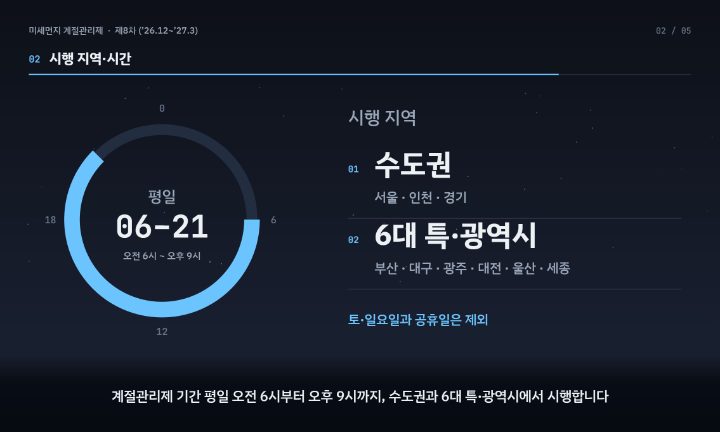 미세먼지 계절관리제 · 제8차 ('26.12~'27.3)
02 / 05
02 시행 지역·시간
0
18
6
12
평일
06-21
오전 6시 ~ 오후 9시
시행 지역
01 수도권
서울 · 인천 · 경기
02 6대 특·광역시
부산 · 대구 · 광주 · 대전 · 울산 · 세종
토·일요일과 공휴일은 제외
계절관리제 기간 평일 오전 6시부터 오후 9시까지, 수도권과 6대 특·광역시에서 시행합니다